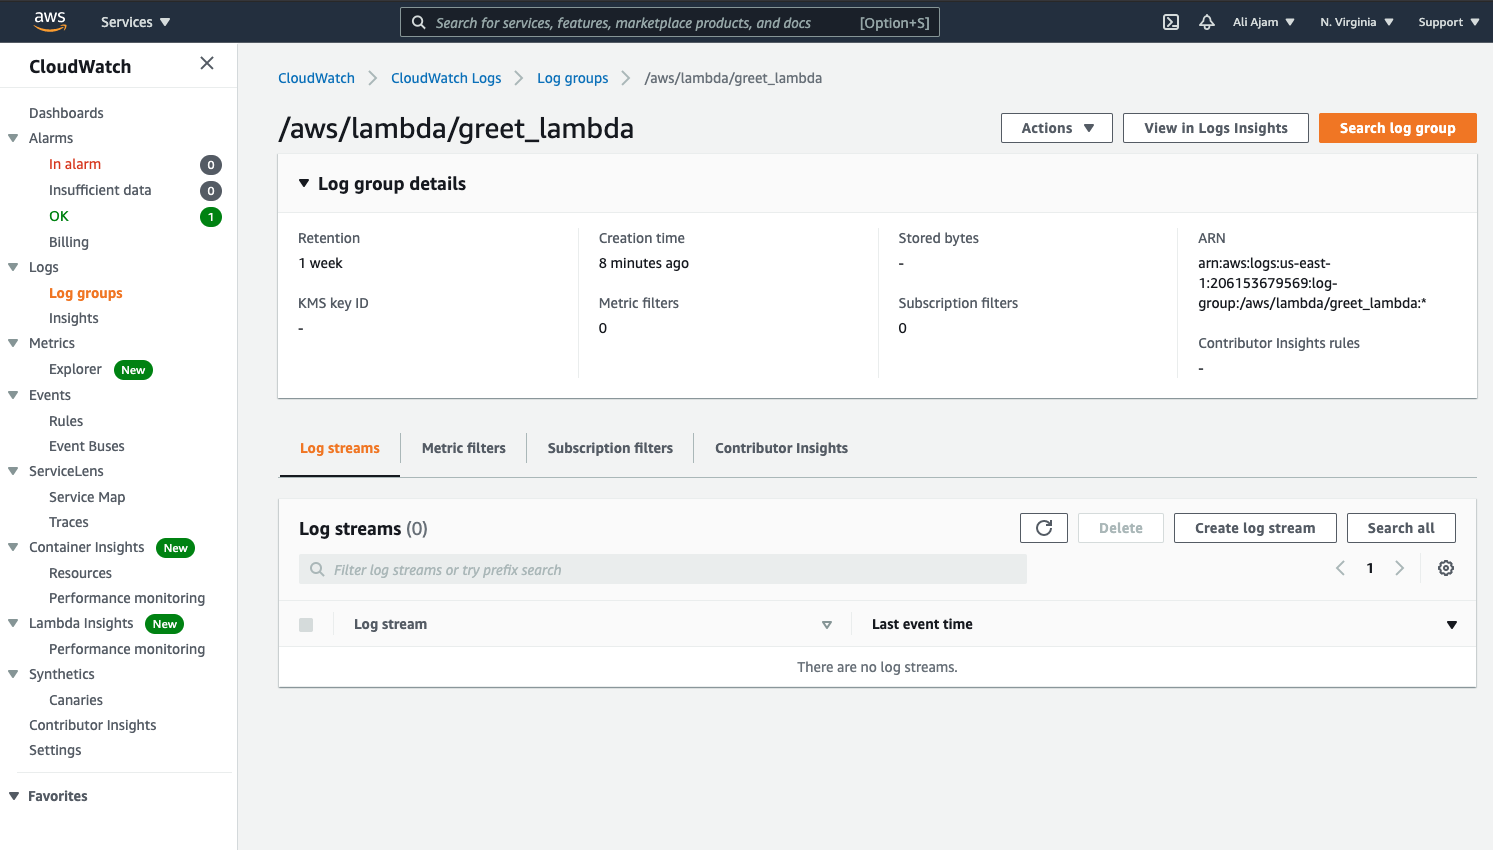 aws
Services
Search for services, features, marketplace products, and docs
[Option+S]
Ali Ajam
N. Virginia
Support
CloudWatch
Dashboards
Alarms
In alarm 0
Insufficient data 0
OK 1
Billing
Logs
Log groups
Insights
Metrics
Explorer New
Events
Rules
Event Buses
ServiceLens
Service Map
Traces
Container Insights New
Resources
Performance monitoring
Lambda Insights New
Performance monitoring
Synthetics
Canaries
Contributor Insights
Settings
Favorites
CloudWatch
CloudWatch Logs
Log groups
/aws/lambda/greet_lambda
/aws/lambda/greet_lambda
Actions
View in Logs Insights
Search log group
Log group details
Retention
1 week
KMS key ID
-
Creation time
8 minutes ago
Metric filters
0
Stored bytes
-
Subscription filters
0
ARN
arn:aws:logs:us-east-
1:206153679569:log-
group:/aws/lambda/greet_lambda:*
Contributor Insights rules
-
Log streams
Metric filters
Subscription filters
Contributor Insights
Log streams (0)
Delete
Create log stream
Search all
Filter log streams or try prefix search
1
Log stream
Last event time
There are no log streams.